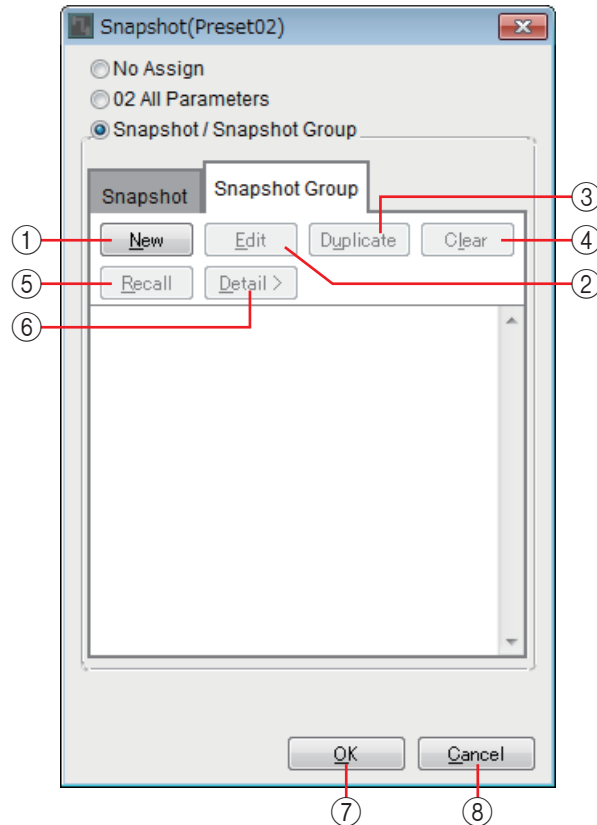 Snapshot(Preset02)
No Assign
02 All Parameters
Snapshot / Snapshot Group
Snapshot Snapshot Group
③
① New Edit Duplicate Clear ④
⑤ Recall Detail > ②
⑥
OK Cancel
⑦ ⑧